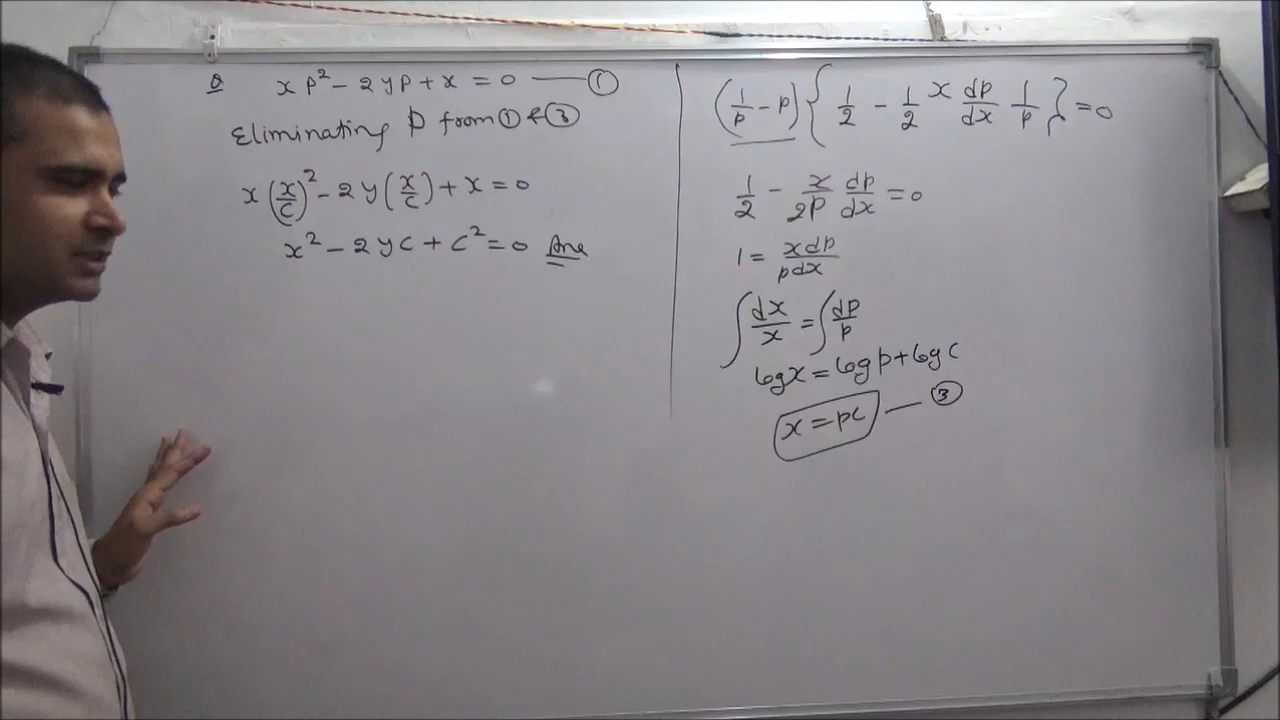 Q xp² - 2yp + x = 0 —— ①
Eliminating p from ① & ③
x(x/c)² - 2y(x/c) + x = 0
x² - 2yc + c² = 0 Ans
(1/p - p){1/2 - 1/2 x dp/dx 1/p} = 0
1/2 - x/2p dp/dx = 0
1 = xdp/pdx
∫dx/x = ∫dp/p
log x = log p + log c
x = pc —— ③